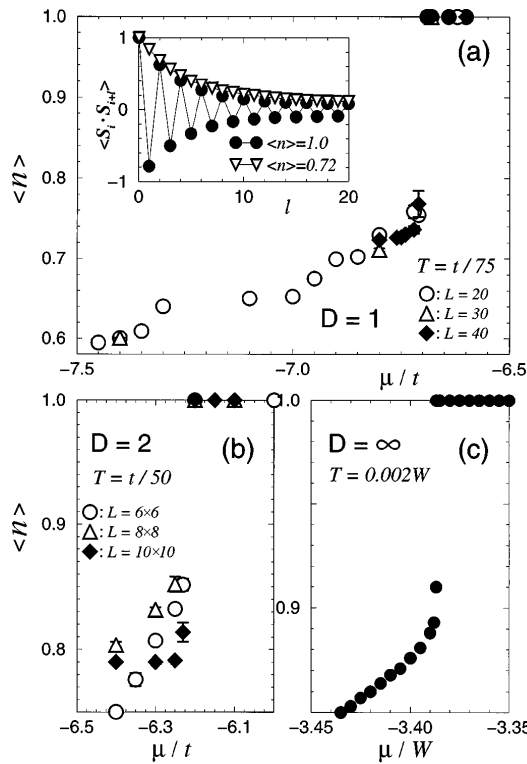 1.0
(a)
1
0
−1
<S_i · S_{i+l}>
<n>=1.0
<n>=0.72
0
10
l
20
0.9
<n>
0.8
0.7
T = t / 75
: L = 20
: L = 30
: L = 40
D = 1
0.6
−7.5
−7.0
−6.5
μ / t
1.0
D = 2
(b)
T = t / 50
: L = 6×6
: L = 8×8
: L = 10×10
<n>
0.9
0.8
−6.5
−6.3
−6.1
μ / t
1.0
D = ∞
(c)
T = 0.002W
0.9
−3.45
−3.40
−3.35
μ / W